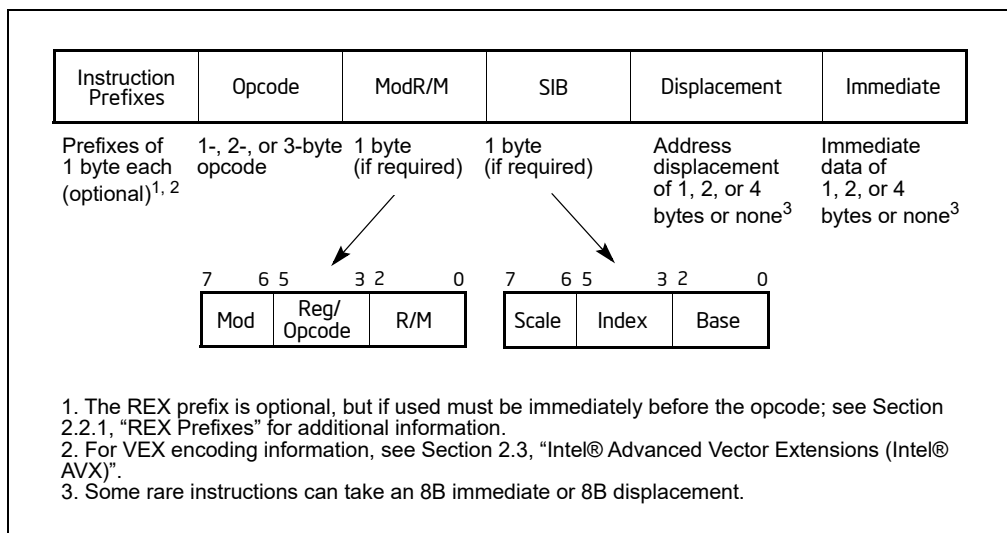 Instruction Prefixes
Opcode
ModR/M
SIB
Displacement
Immediate
Prefixes of
1 byte each
(optional)1, 2
1-, 2-, or 3-byte
opcode
1 byte
(if required)
1 byte
(if required)
Address
displacement
of 1, 2, or 4
bytes or none3
Immediate
data of
1, 2, or 4
bytes or none3
7 6 5 3 2 0
Mod
Reg/
Opcode
R/M
7 6 5 3 2 0
Scale
Index
Base
1. The REX prefix is optional, but if used must be immediately before the opcode; see Section
2.2.1, “REX Prefixes” for additional information.
2. For VEX encoding information, see Section 2.3, “Intel® Advanced Vector Extensions (Intel®
AVX)”.
3. Some rare instructions can take an 8B immediate or 8B displacement.